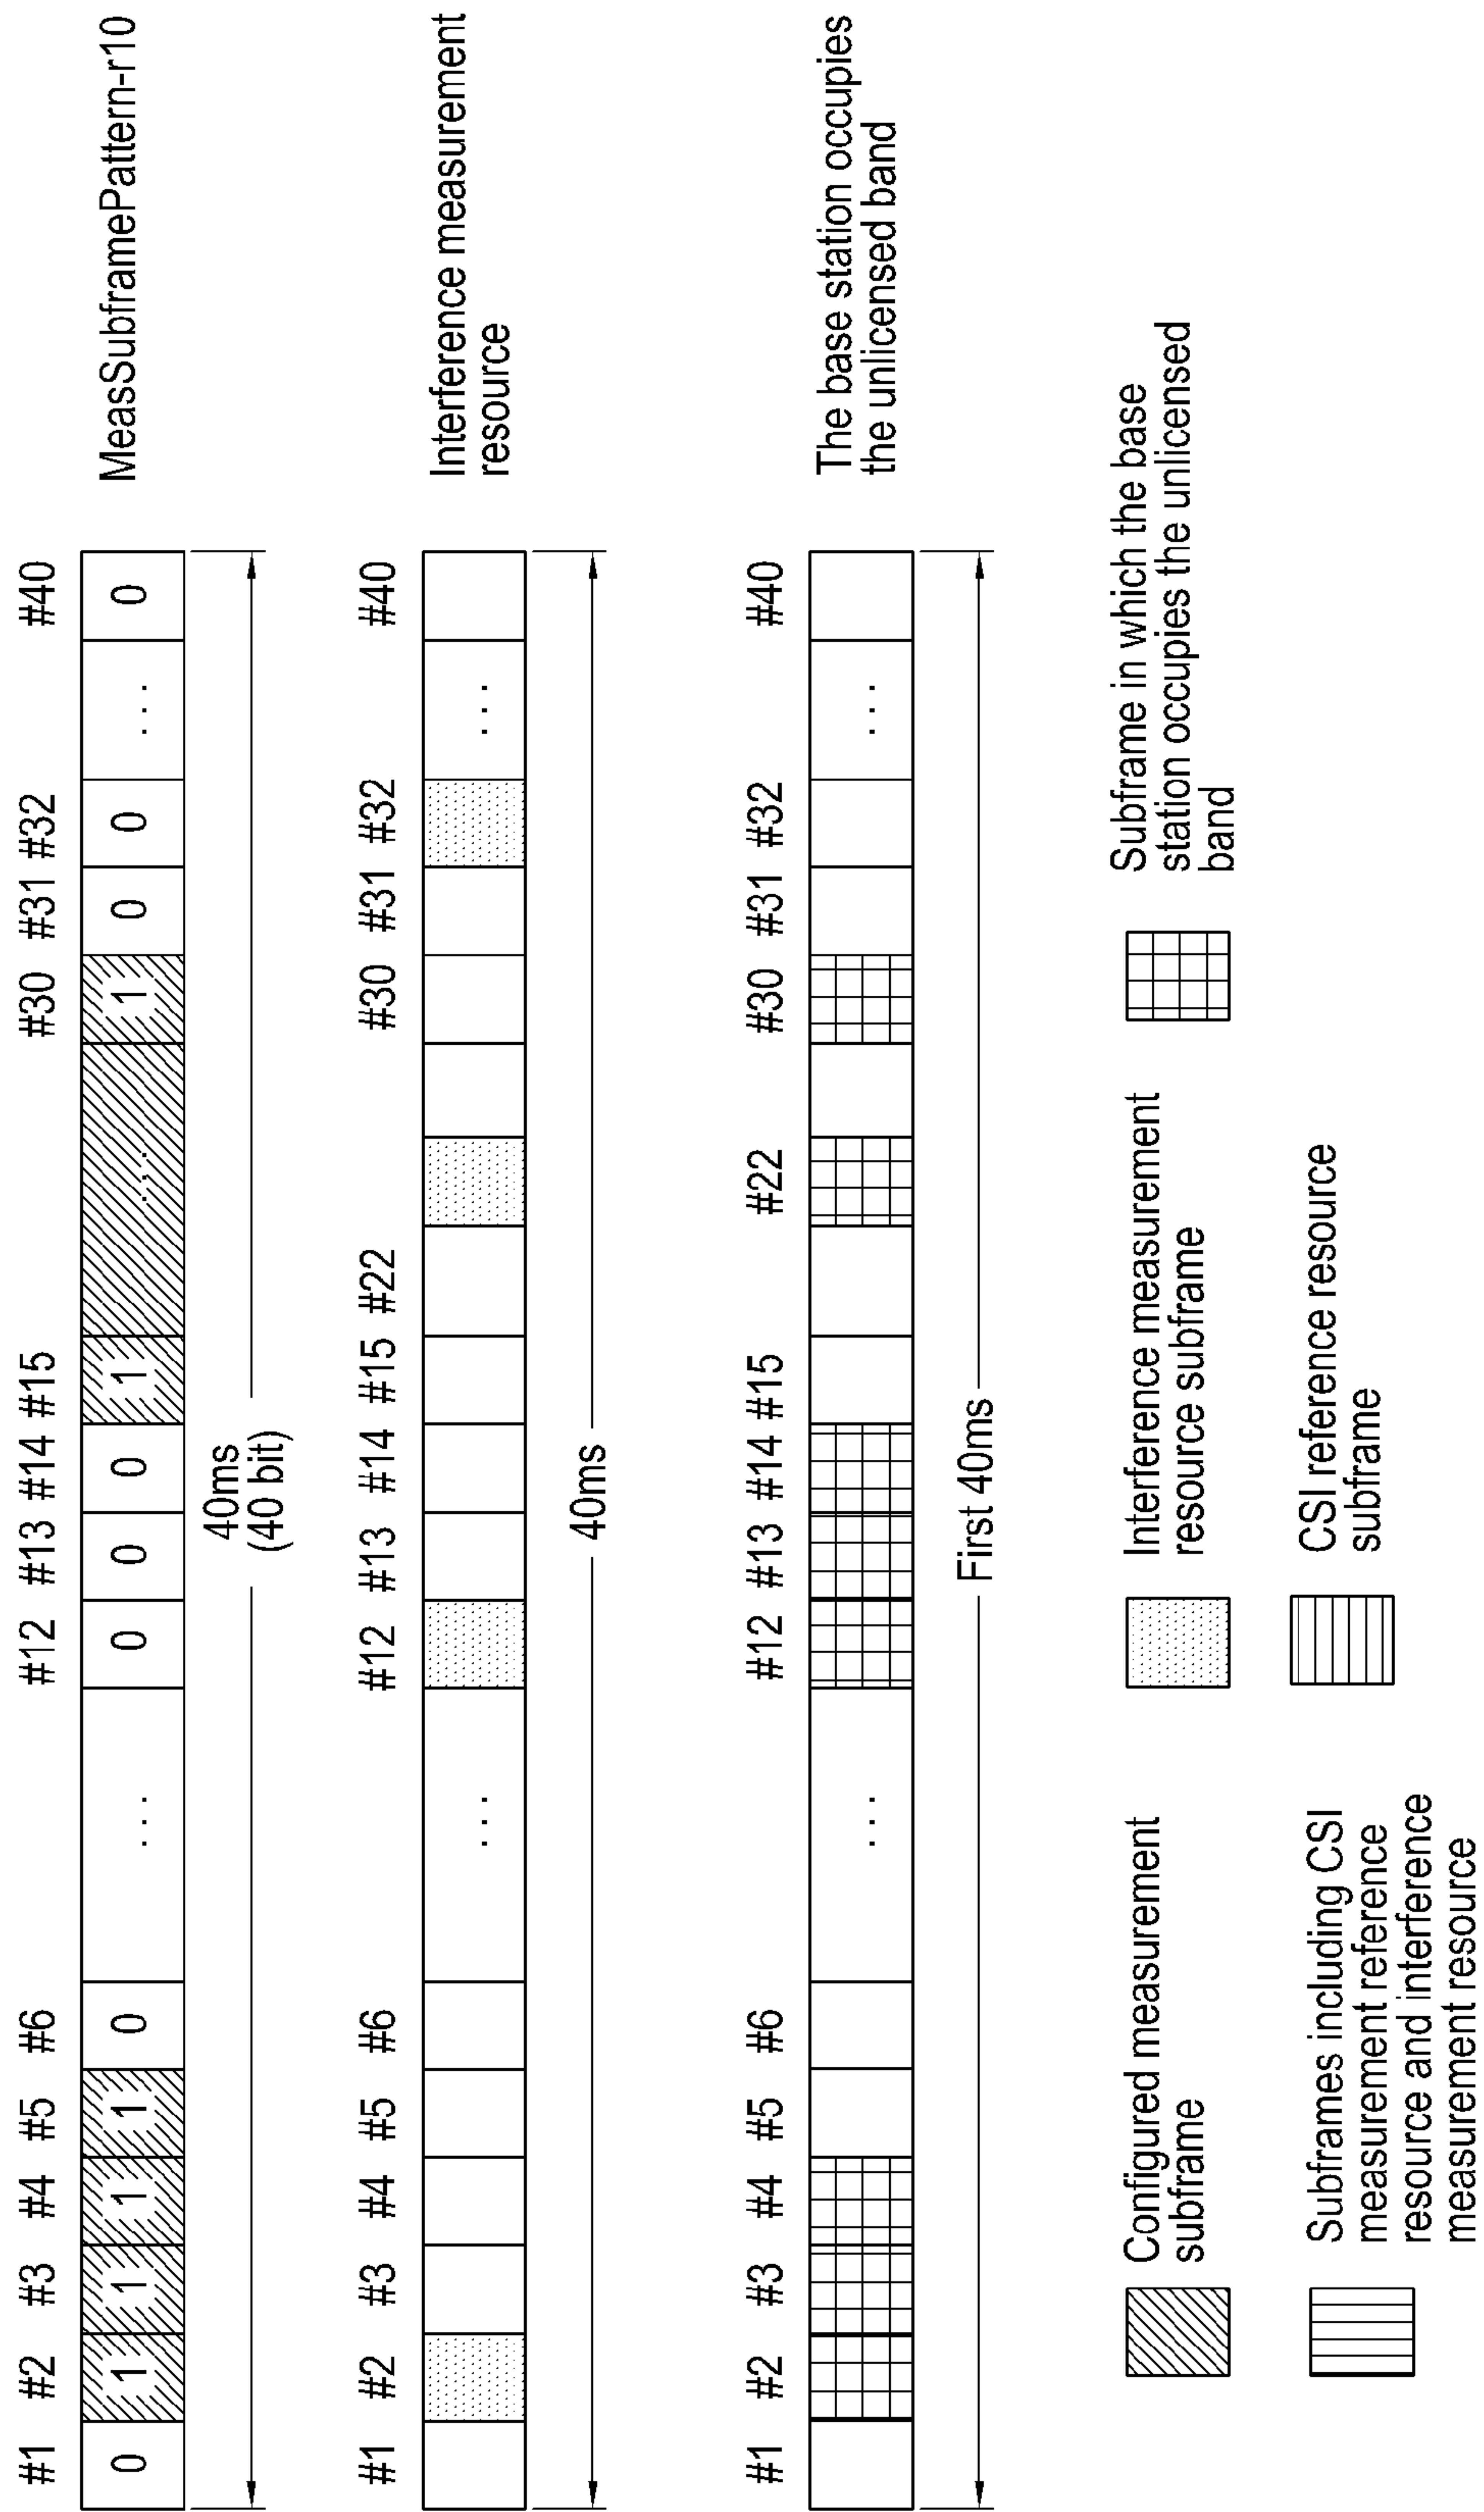 #1 #2 #3 #4 #5 #6 #12 #13 #14 #15 #30 #31 #32 #40
0 1 1 1 1 0 ... 0 0 0 1 ... 1 0 0 ... 0
MeasSubframePattern-r10
40ms
(40 bit)
#1 #2 #3 #4 #5 #6 #12 #13 #14 #15 #22 #30 #31 #32 #40
... ...
Interference measurement
resource
40ms
#1 #2 #3 #4 #5 #6 #12 #13 #14 #15 #22 #30 #31 #32 #40
... ...
The base station occupies
the unlicensed band
First 40ms
Configured measurement
subframe
Interference measurement
resource subframe
Subframe in which the base
station occupies the unlicensed
band
Subframes including CSI
measurement reference
resource and interference
measurement resource
CSI reference resource
subframe